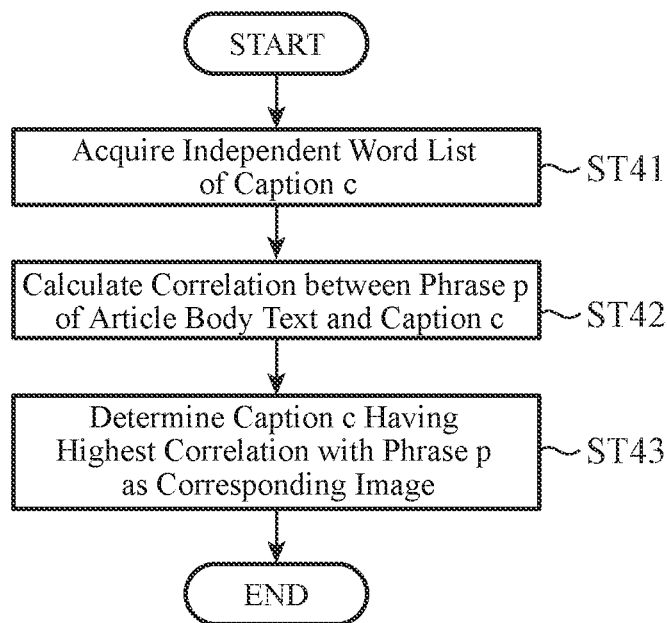 START
Acquire Independent Word List
of Caption c
ST41
Calculate Correlation between Phrase p
of Article Body Text and Caption c
ST42
Determine Caption c Having
Highest Correlation with Phrase p
as Corresponding Image
ST43
END